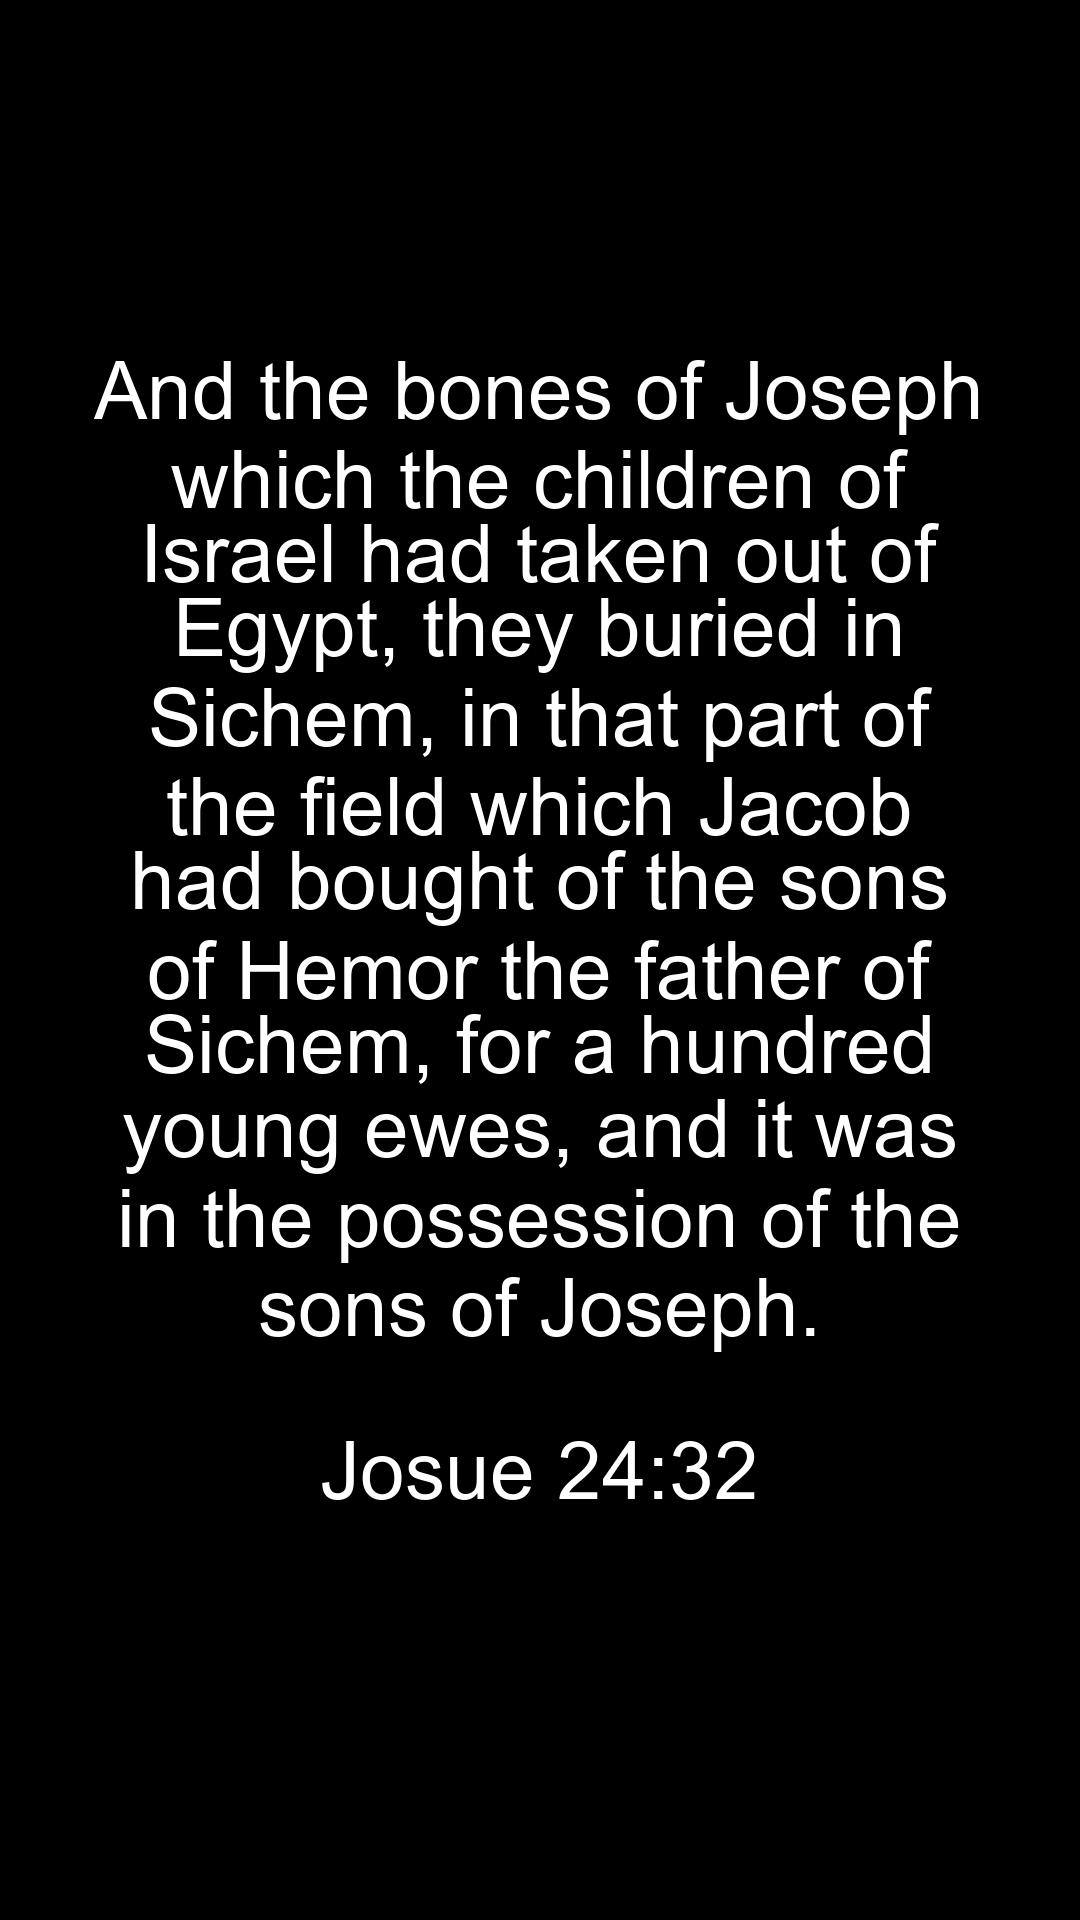 And the bones of Joseph
which the children of
Israel had taken out of
Egypt, they buried in
Sichem, in that part of
the field which Jacob
had bought of the sons
of Hemor the father of
Sichem, for a hundred
young ewes, and it was
in the possession of the
sons of Joseph.
Josue 24:32